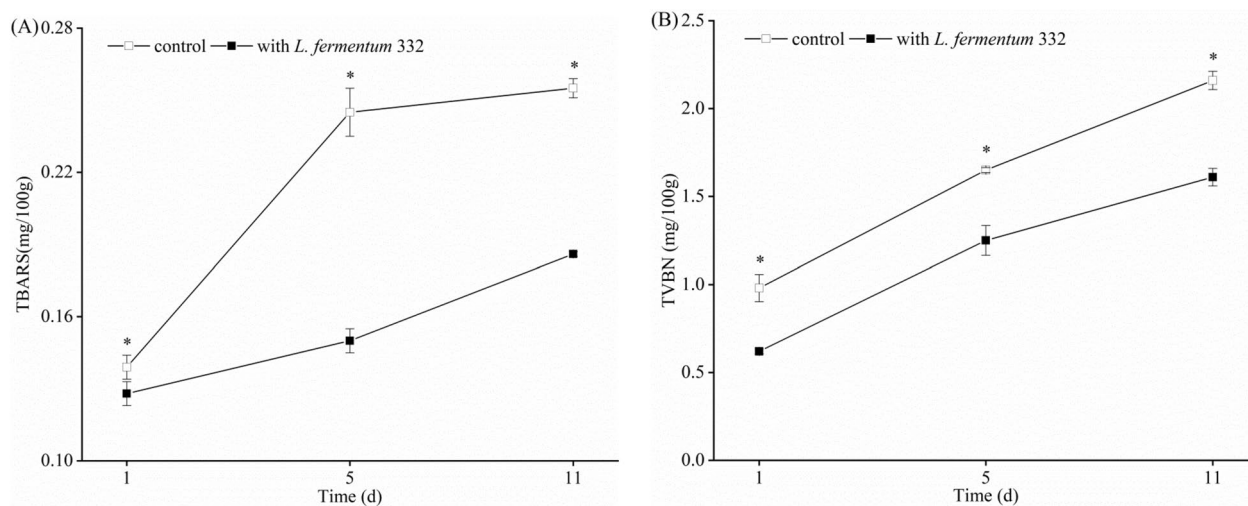 (A)
0.28
control
with L. fermentum 332
0.22
0.16
0.10
TBARS(mg/100g)
*
*
*
1
5
11
Time (d)
(B)
2.5
control
with L. fermentum 332
2.0
1.5
1.0
0.5
0.0
TVBN (mg/100g)
*
*
*
1
5
11
Time (d)